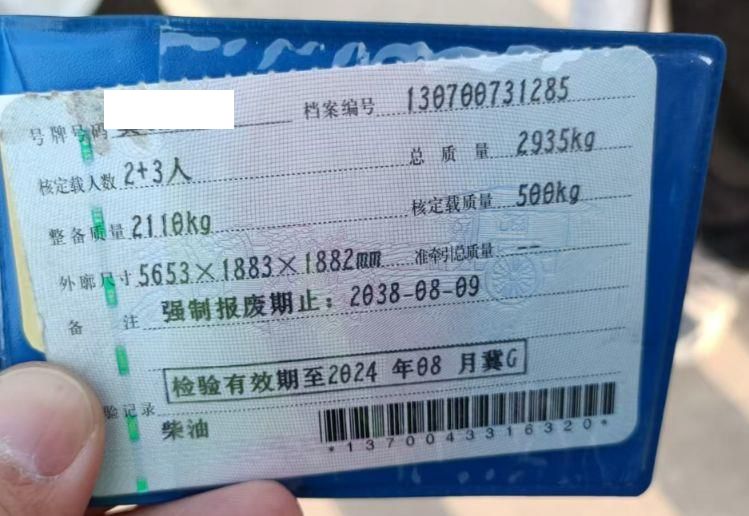 号牌号码 档案编号 130700731285
核定载人数 2+3人 总质量 2935kg
整备质量 2110kg 核定载质量 500kg
外廓尺寸 5653×1883×1882mm 准牵引总质量 --
备注 强制报废期止：2038-08-09
检验有效期至2024 年08 月冀G
验记录
柴油
*1370043316320*